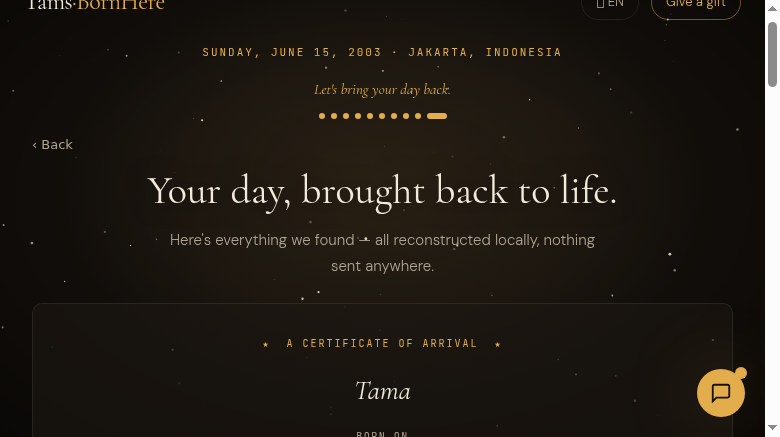 Tams·BornHere
EN
Give a gift
SUNDAY, JUNE 15, 2003 · JAKARTA, INDONESIA
Let's bring your day back.
‹ Back
Your day, brought back to life.
Here's everything we found — all reconstructed locally, nothing
sent anywhere.
★ A CERTIFICATE OF ARRIVAL ★
Tama
BORN ON